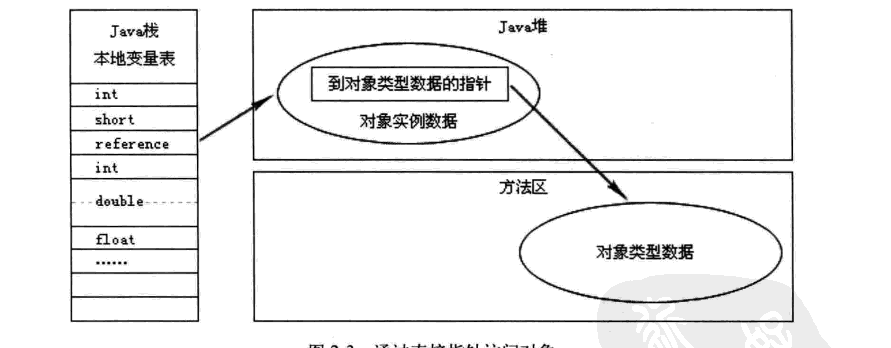 Java栈
本地变量表
int
short
reference
int
double
float
……
Java堆
到对象类型数据的指针
对象实例数据
方法区
对象类型数据